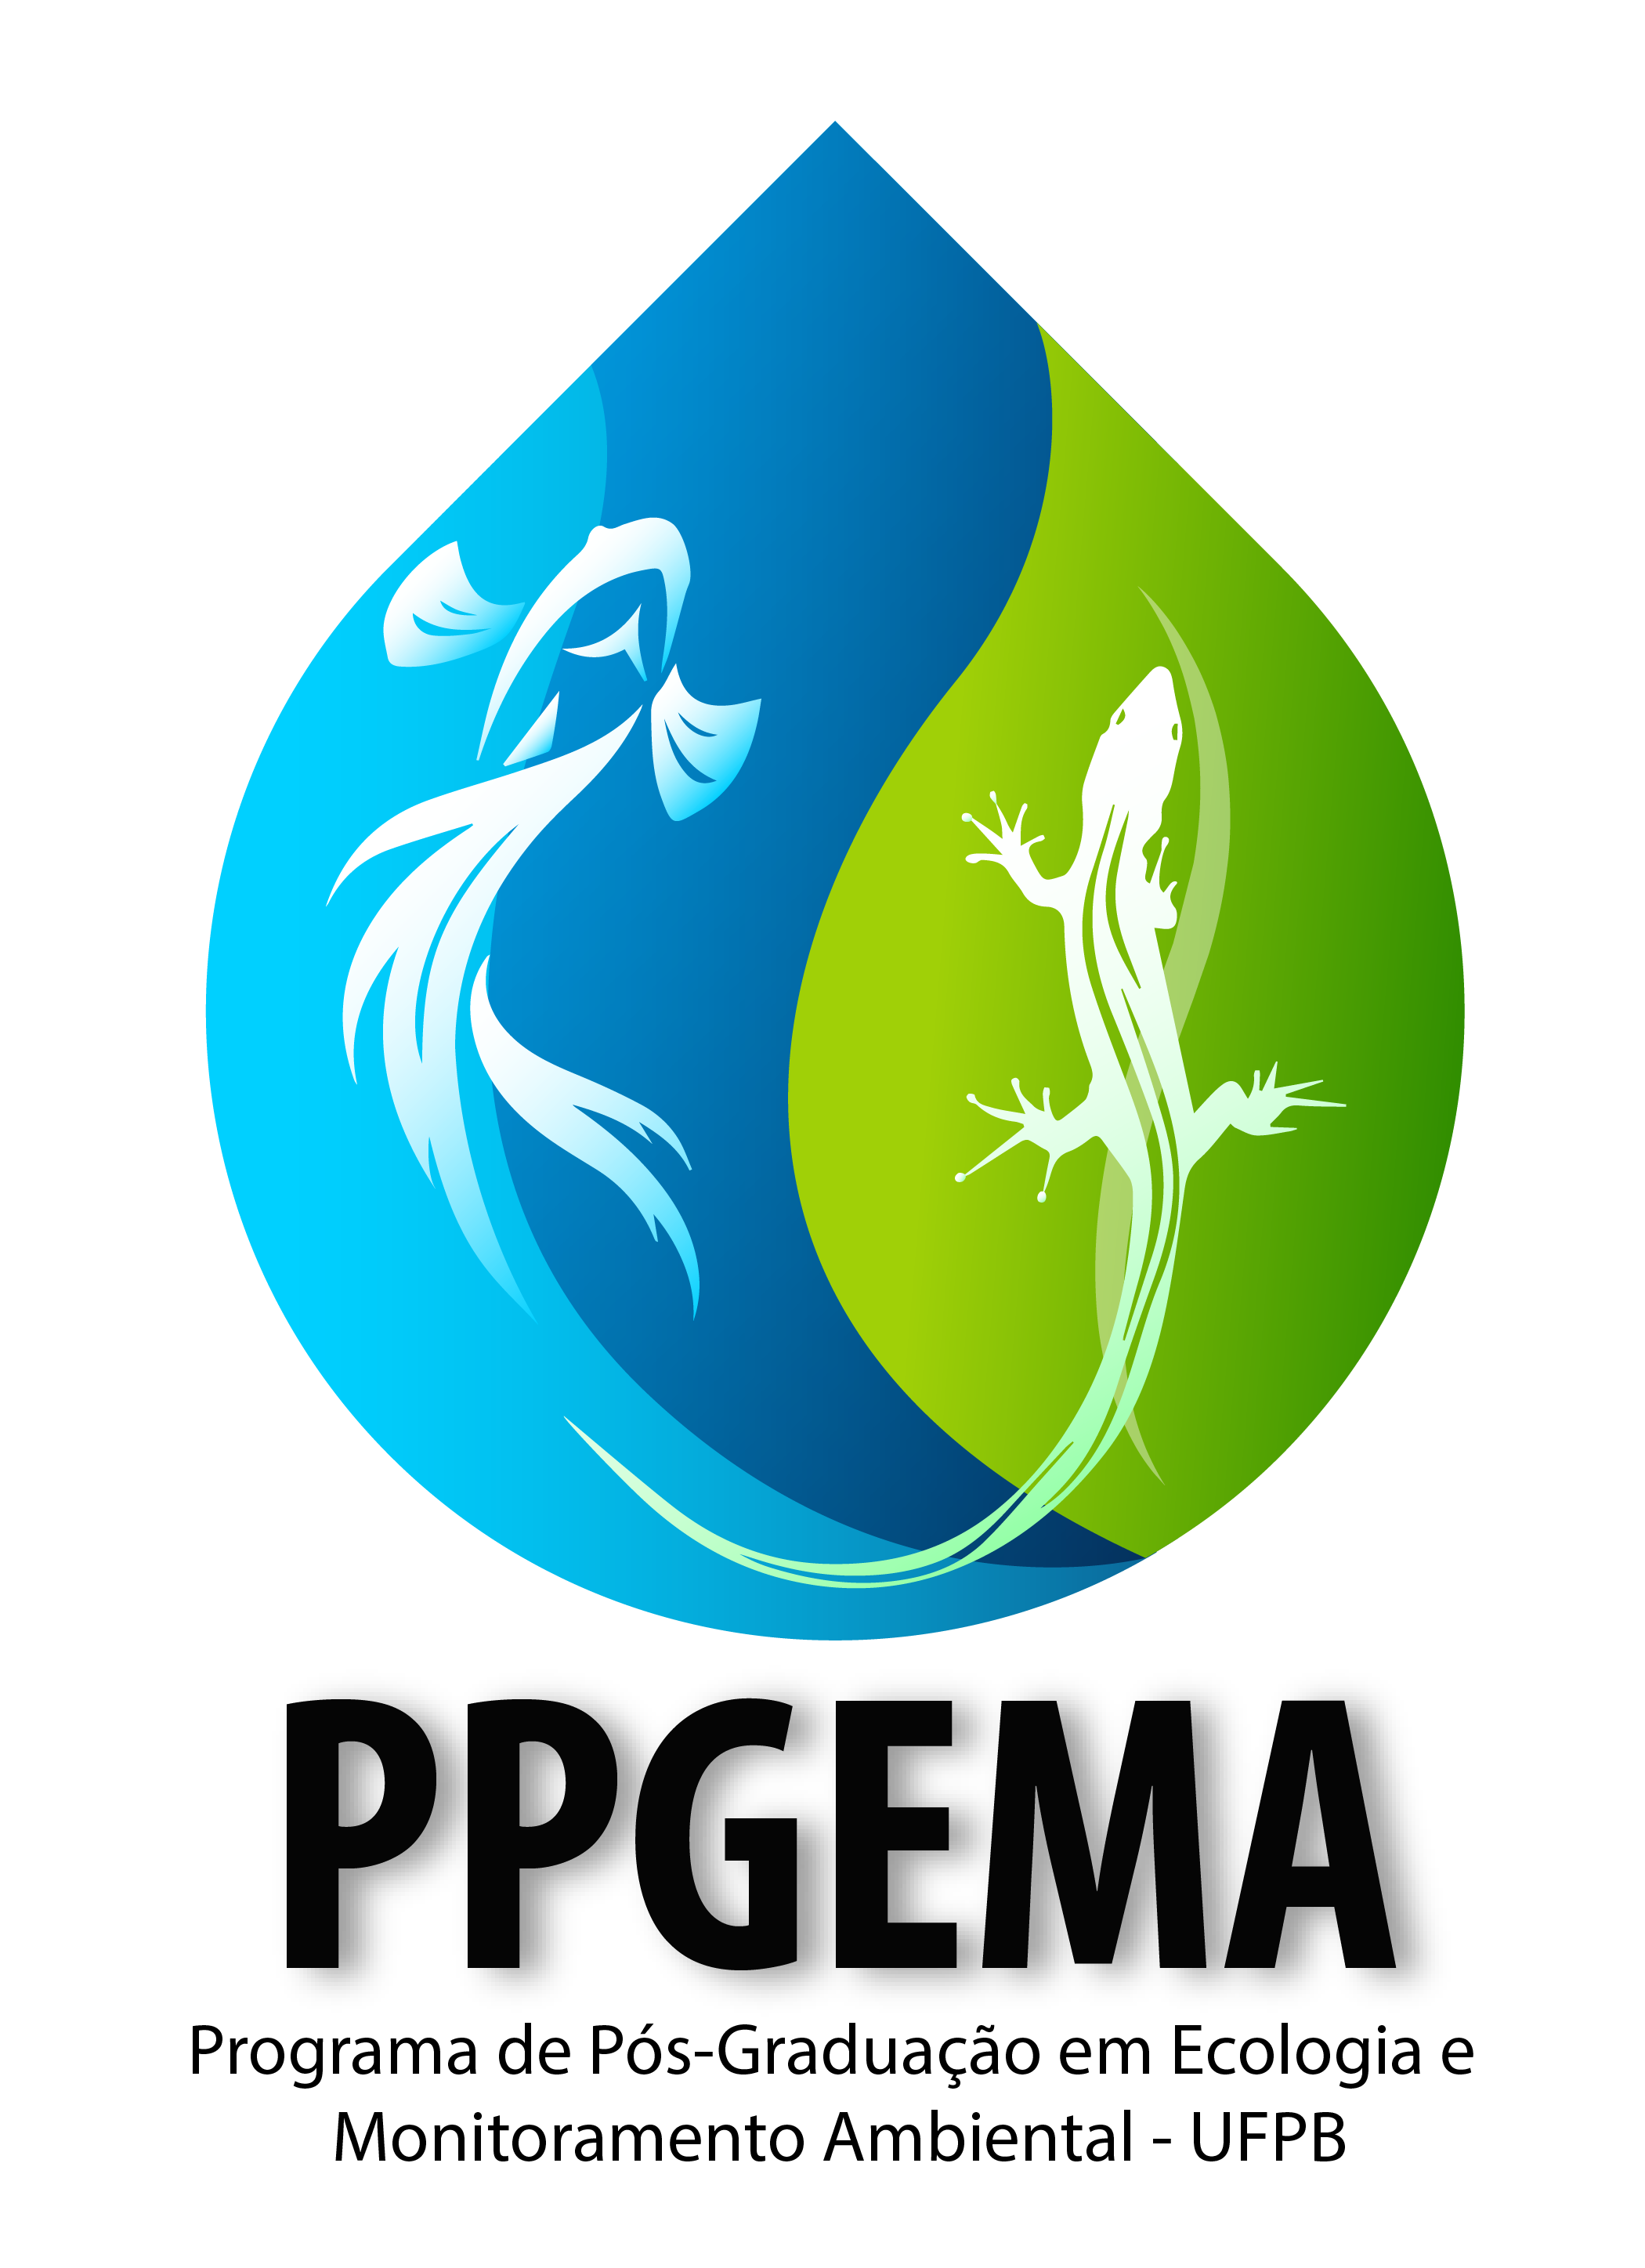 PPGEMA
Programa de Pós-Graduação em Ecologia e
Monitoramento Ambiental - UFPB